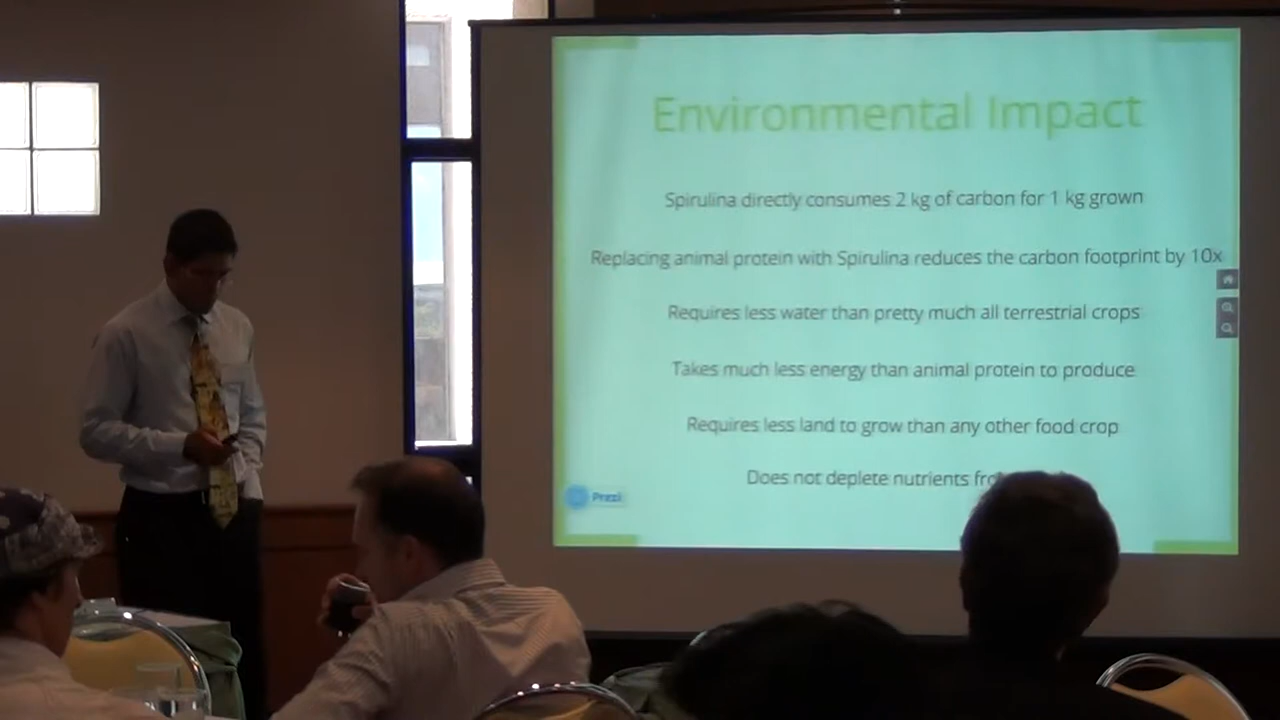 Environmental Impact
Spirulina directly consumes 2 kg of carbon for 1 kg grown
Replacing animal protein with Spirulina reduces the carbon footprint by 10x
Requires less water than pretty much all terrestrial crops
Takes much less energy than animal protein to produce
Requires less land to grow than any other food crop
Does not deplete nutrients
Prezi